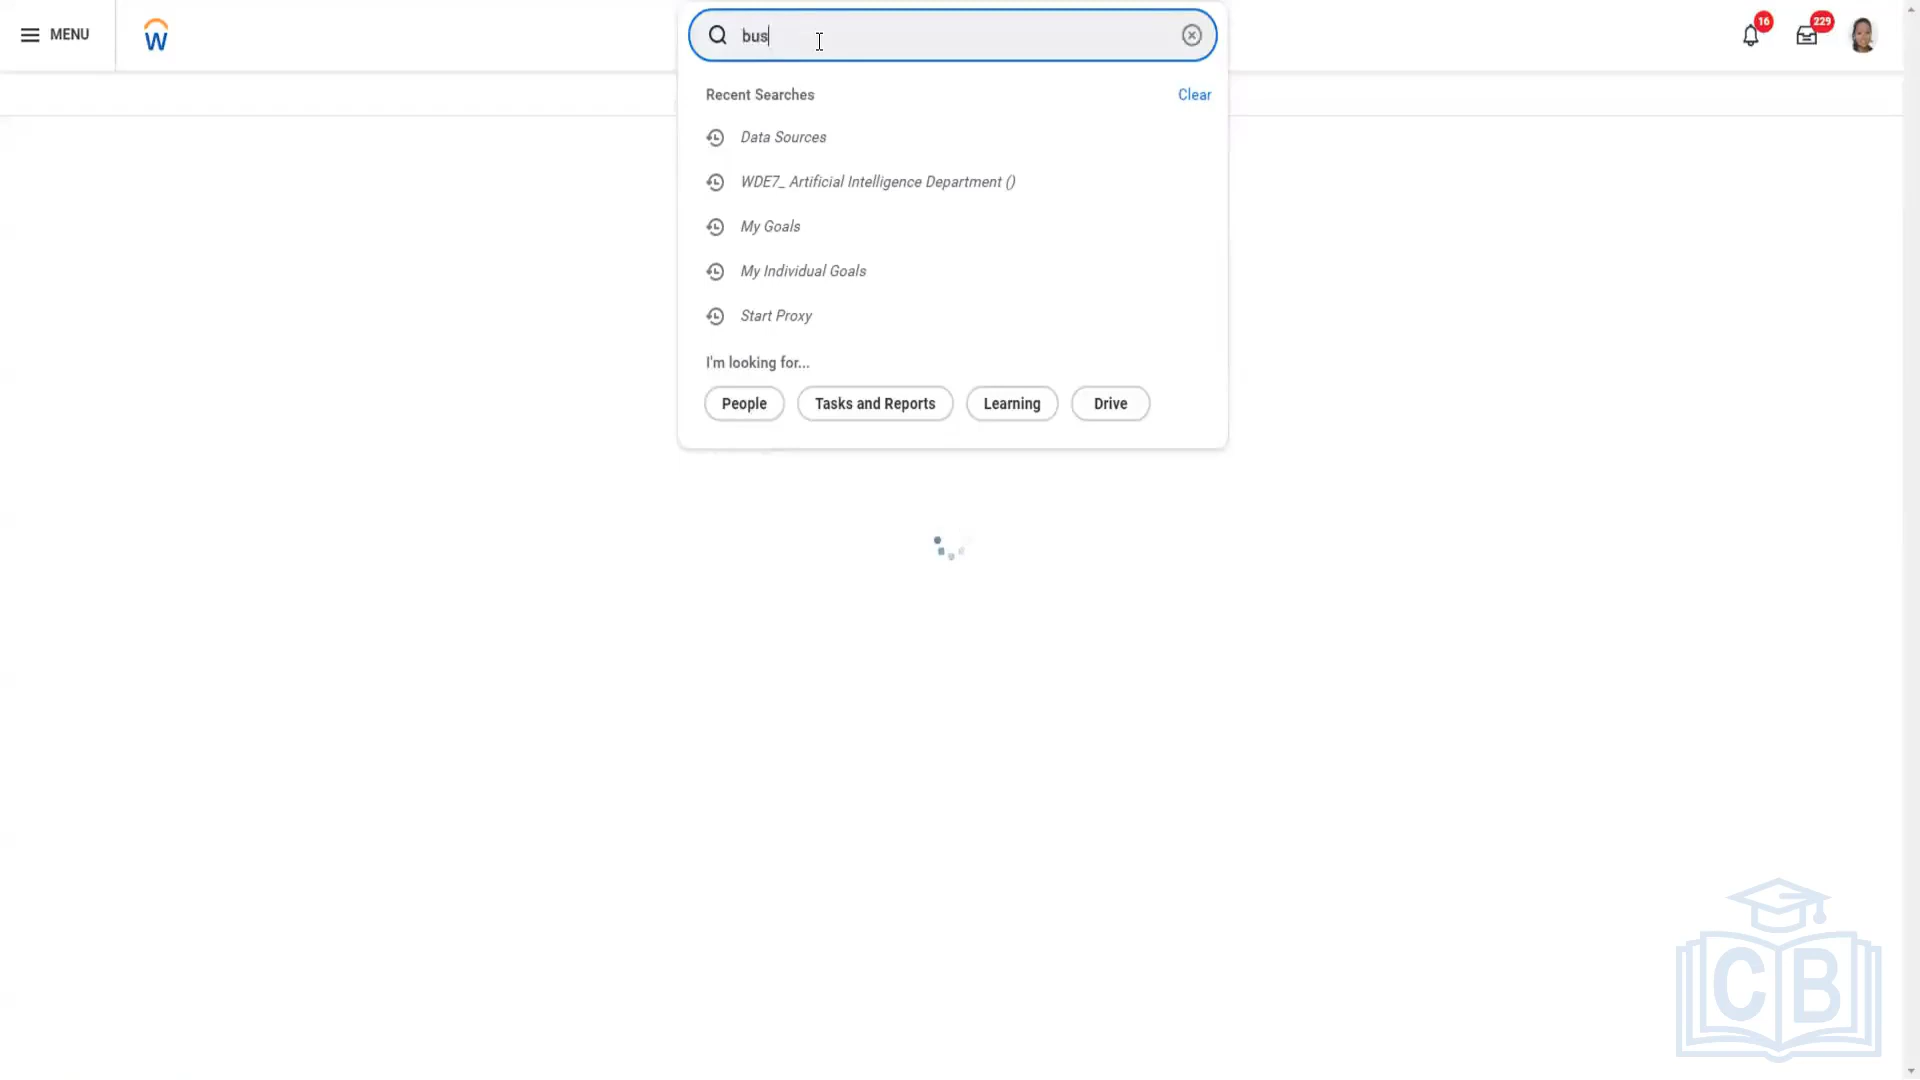 MENU
W
bus
16
229
Recent Searches
Clear
Data Sources
WDE7_ Artificial Intelligence Department ()
My Goals
My Individual Goals
Start Proxy
I'm looking for...
People
Tasks and Reports
Learning
Drive
CB